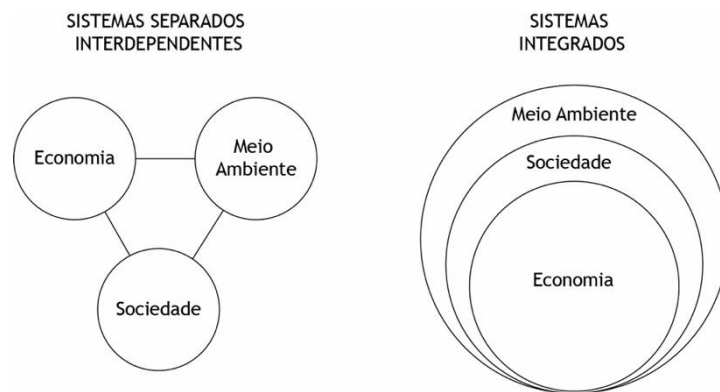 SISTEMAS SEPARADOS
INTERDEPENDENTES
Economia
Meio
Ambiente
Sociedade
SISTEMAS
INTEGRADOS
Meio Ambiente
Sociedade
Economia